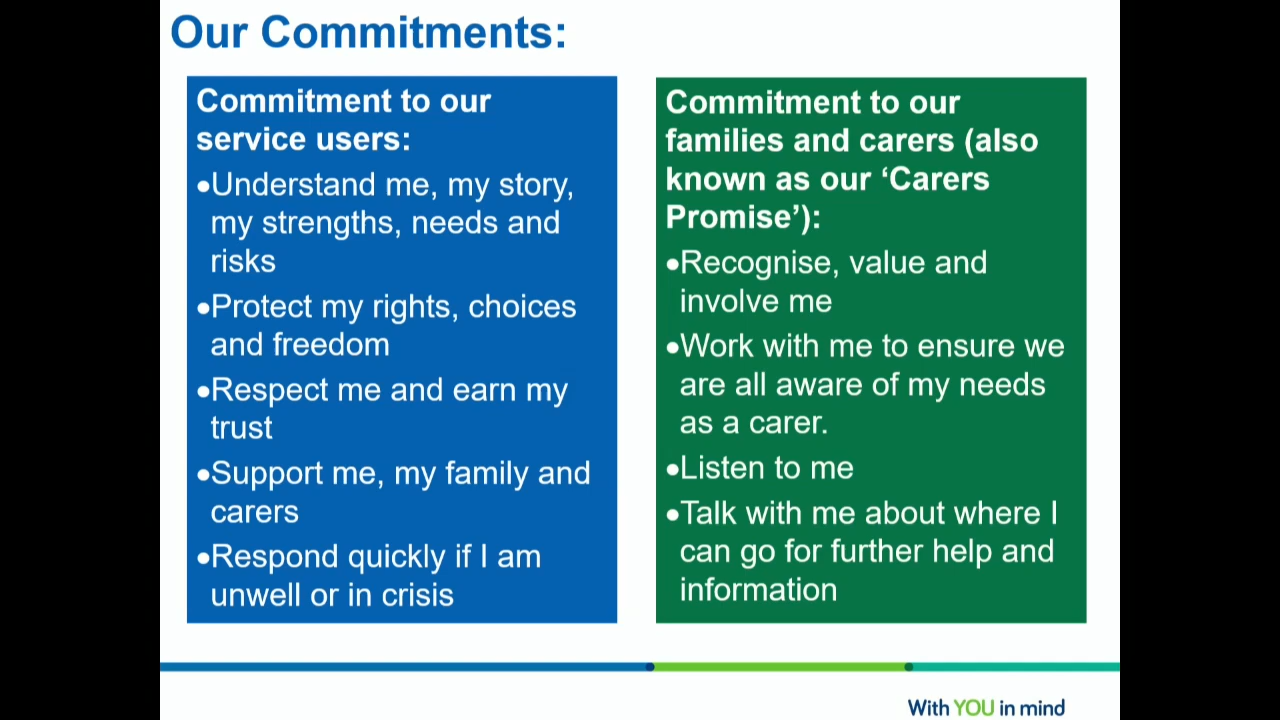 Our Commitments:
Commitment to our
service users:
•Understand me, my story,
my strengths, needs and
risks
•Protect my rights, choices
and freedom
•Respect me and earn my
trust
•Support me, my family and
carers
•Respond quickly if I am
unwell or in crisis
Commitment to our
families and carers (also
known as our ‘Carers
Promise’):
•Recognise, value and
involve me
•Work with me to ensure we
are all aware of my needs
as a carer.
•Listen to me
•Talk with me about where I
can go for further help and
information
With YOU in mind